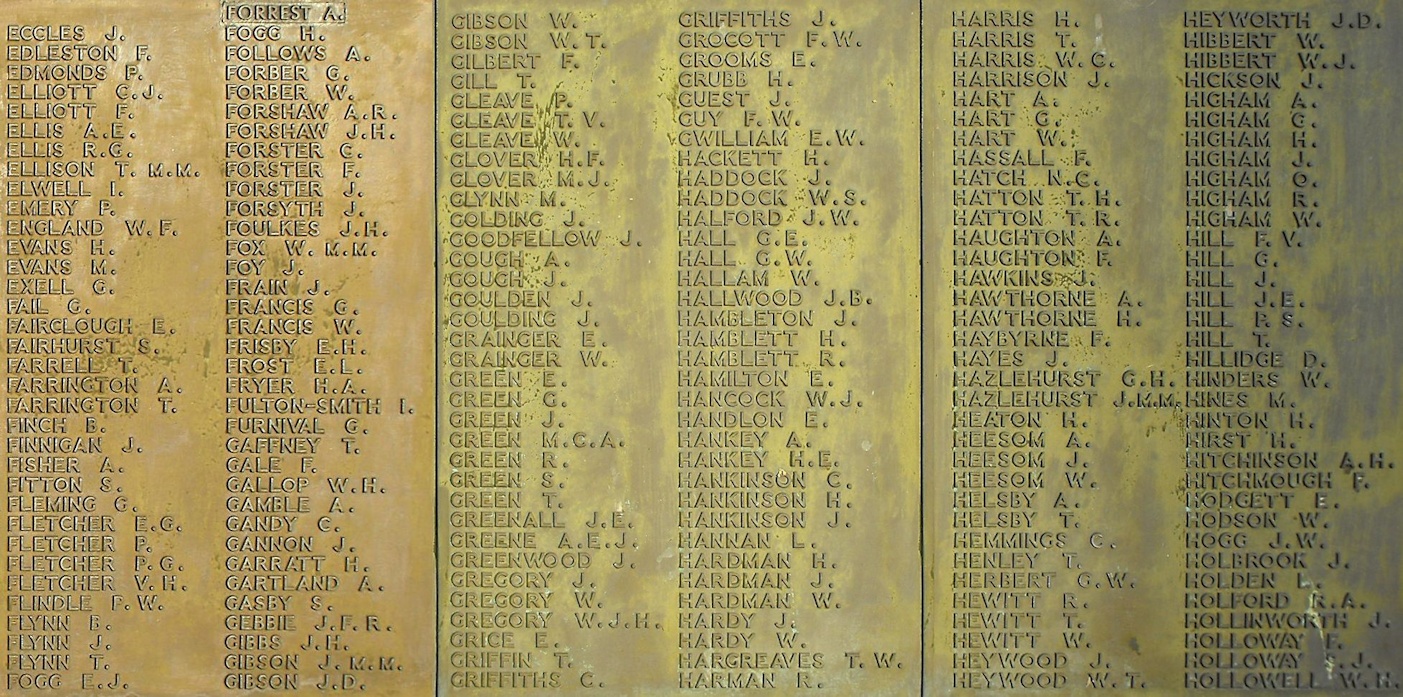 ECCLES J.
EDLESTON F.
EDMONDS P.
ELLIOTT C.J.
ELLIOTT F.
ELLIS A.E.
ELLIS R.G.
ELLISON T. M.M.
ELWELL I.
EMERY P.
ENGLAND W.F.
EVANS H.
EVANS M.
EXELL G.
FAIL G.
FAIRCLOUGH E.
FAIRHURST S.
FARRELL T.
FARRINGTON A.
FARRINGTON T.
FINCH B.
FINNIGAN J.
FISHER A.
FITTON S.
FLEMING G.
FLETCHER E.G.
FLETCHER P.
FLETCHER P.G.
FLETCHER V.H.
FLINDLE P.W.
FLYNN B.
FLYNN J.
FLYNN T.
FOGG E.J.
FORREST A.
FOGG H.
FOLLOWS A.
FORBER G.
FORBER W.
FORSHAW A.R.
FORSHAW J.H.
FORSTER C.
FORSTER F.
FORSTER J.
FORSYTH J.
FOULKES J.H.
FOX W. M.M.
FOY J.
FRAIN J.
FRANCIS G.
FRANCIS W.
FRISBY E.H.
FROST E.L.
FRYER H.A.
FULTON-SMITH I.
FURNIVAL G.
GAFFNEY T.
GALE F.
GALLOP W.H.
GAMBLE A.
GANDY C.
GANNON J.
GARRATT H.
GARTLAND A.
GASBY S.
GEBBIE J.F.R.
GIBBS J.H.
GIBSON J. M.M.
GIBSON J.D.
GIBSON W.
GIBSON W.T.
GILBERT F.
GILL T.
GLEAVE P.
GLEAVE T.V.
GLEAVE W.
GLOVER H.F.
GLOVER M.J.
GLYNN M.
GOLDING J.
GOODFELLOW J.
GOUGH A.
GOUGH J.
GOULDEN J.
GOULDING J.
GRAINGER E.
GRAINGER W.
GREEN E.
GREEN G.
GREEN J.
GREEN M.C.A.
GREEN R.
GREEN S.
GREEN T.
GREENALL J.E.
GREENE A.E.J.
GREENWOOD J.
GREGORY J.
GREGORY W.
GREGORY W.J.H.
GRICE E.
GRIFFIN T.
GRIFFITHS C.
GRIFFITHS J.
GROCOTT F.W.
GROOMS E.
GRUBB H.
GUEST J.
GUY F.W.
GWILLIAM E.W.
HACKETT H.
HADDOCK J.
HADDOCK W.S.
HALFORD J.W.
HALL G.E.
HALL G.W.
HALLAM W.
HALLWOOD J.B.
HAMBLETON J.
HAMBLETT H.
HAMBLETT R.
HAMILTON E.
HANCOCK W.J.
HANDLON E.
HANKEY A.
HANKEY H.E.
HANKINSON C.
HANKINSON H.
HANKINSON J.
HANNAN L.
HARDMAN H.
HARDMAN J.
HARDMAN W.
HARDY J.
HARDY W.
HARGREAVES T.W.
HARMAN R.
HARRIS H.
HARRIS T.
HARRIS W.C.
HARRISON J.
HART A.
HART G.
HART W.
HASSALL F.
HATCH N.C.
HATTON T.H.
HATTON T.R.
HAUGHTON A.
HAUGHTON F.
HAWKINS J.
HAWTHORNE A.
HAWTHORNE H.
HAYBYRNE F.
HAYES J.
HAZLEHURST G.H.
HAZLEHURST J.M.M.
HEATON H.
HEESOM A.
HEESOM J.
HEESOM W.
HELSBY A.
HELSBY T.
HEMMINGS C.
HENLEY T.
HERBERT G.W.
HEWITT R.
HEWITT T.
HEWITT W.
HEYWOOD J.
HEYWOOD W.T.
HEYWORTH J.D.
HIBBERT W.
HIBBERT W.J.
HICKSON J.
HIGHAM A.
HIGHAM G.
HIGHAM H.
HIGHAM J.
HIGHAM O.
HIGHAM R.
HIGHAM W.
HILL F.V.
HILL G.
HILL J.
HILL J.E.
HILL P.S.
HILL T.
HILLIDGE D.
HINDERS W.
HINES M.
HINTON H.
HIRST H.
HITCHINSON A.H.
HITCHMOUGH F.
HODGETT E.
HODSON W.
HOGG J.W.
HOLBROOK J.
HOLDEN L.
HOLFORD R.A.
HOLLINWORTH J.
HOLLOWAY F.
HOLLOWAY J.
HOLLOWELL W.H.